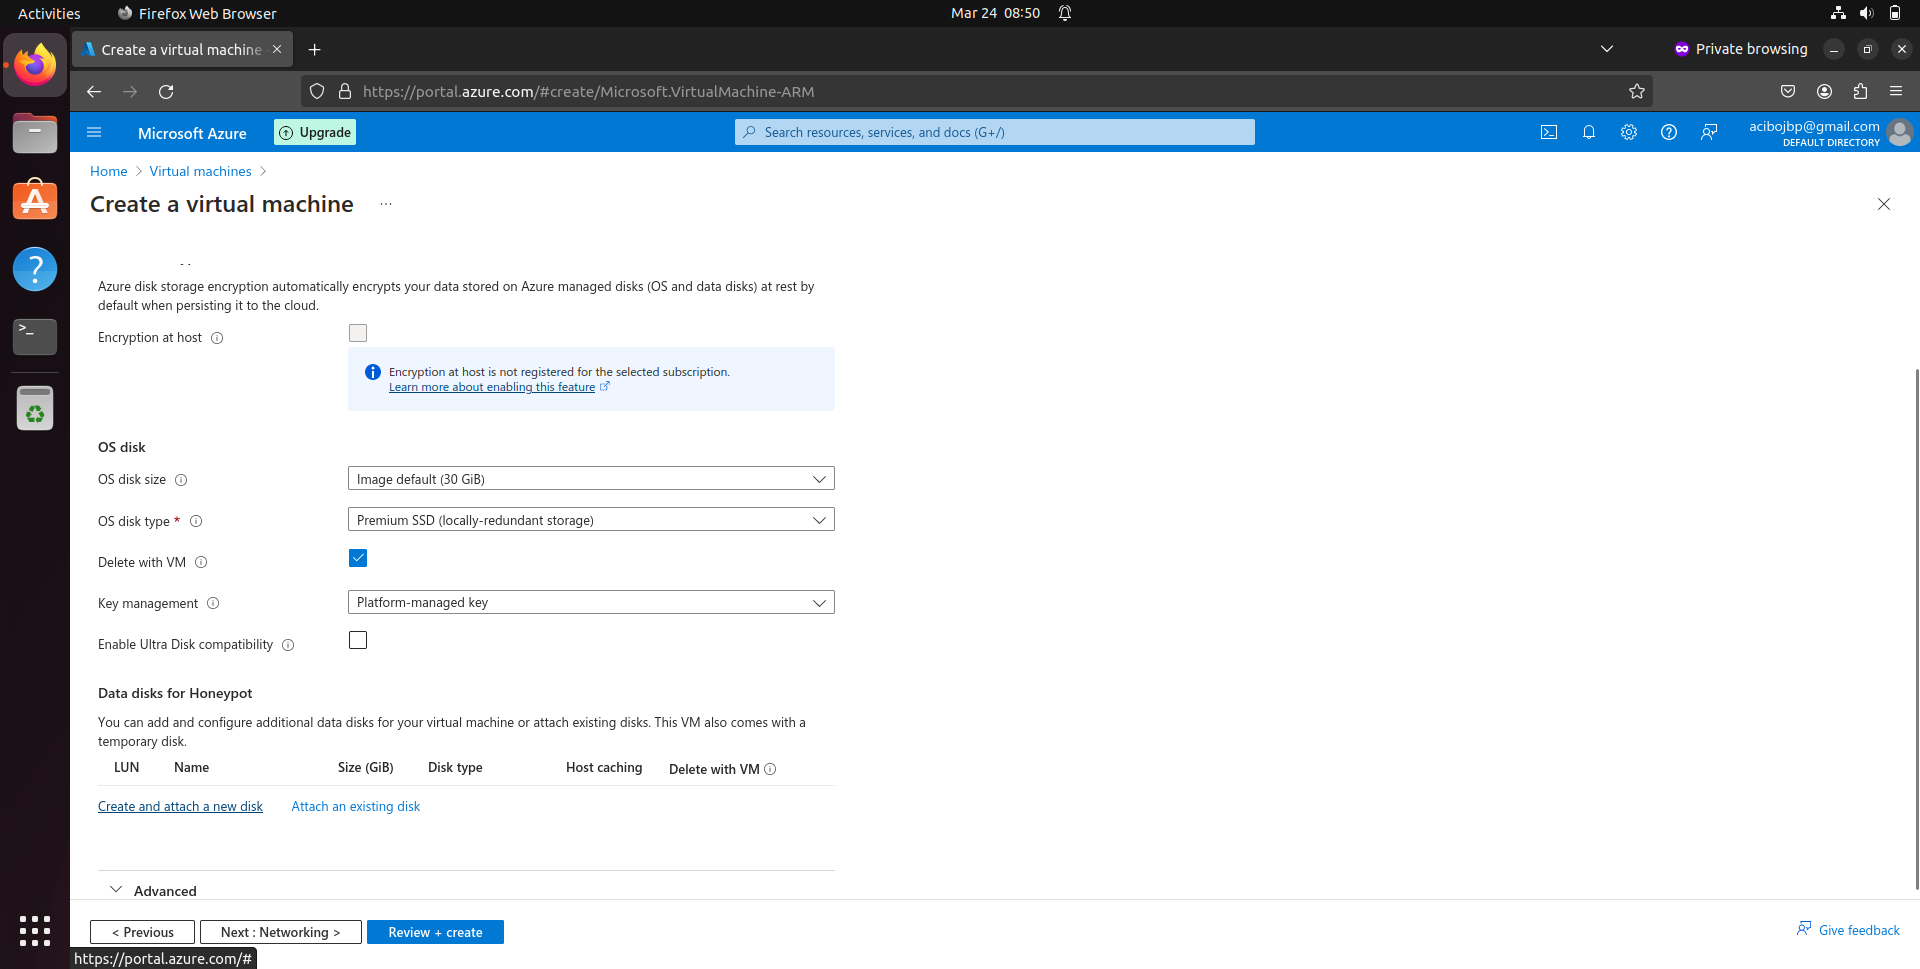 Activities
Firefox Web Browser
Mar 24 08:50
Create a virtual machine
Private browsing
https://portal.azure.com/#create/Microsoft.VirtualMachine-ARM
Microsoft Azure
Upgrade
Search resources, services, and docs (G+/)
acibojbp@gmail.com
DEFAULT DIRECTORY
Home > Virtual machines >
Create a virtual machine
...
Azure disk storage encryption automatically encrypts your data stored on Azure managed disks (OS and data disks) at rest by
default when persisting it to the cloud.
Encryption at host
Encryption at host is not registered for the selected subscription.
Learn more about enabling this feature
OS disk
OS disk size
Image default (30 GiB)
OS disk type *
Premium SSD (locally-redundant storage)
Delete with VM
Key management
Platform-managed key
Enable Ultra Disk compatibility
Data disks for Honeypot
You can add and configure additional data disks for your virtual machine or attach existing disks. This VM also comes with a
temporary disk.
LUN Name Size (GiB) Disk type Host caching Delete with VM
Create and attach a new disk Attach an existing disk
Advanced
< Previous
Next : Networking >
Review + create
Give feedback
https://portal.azure.com/#